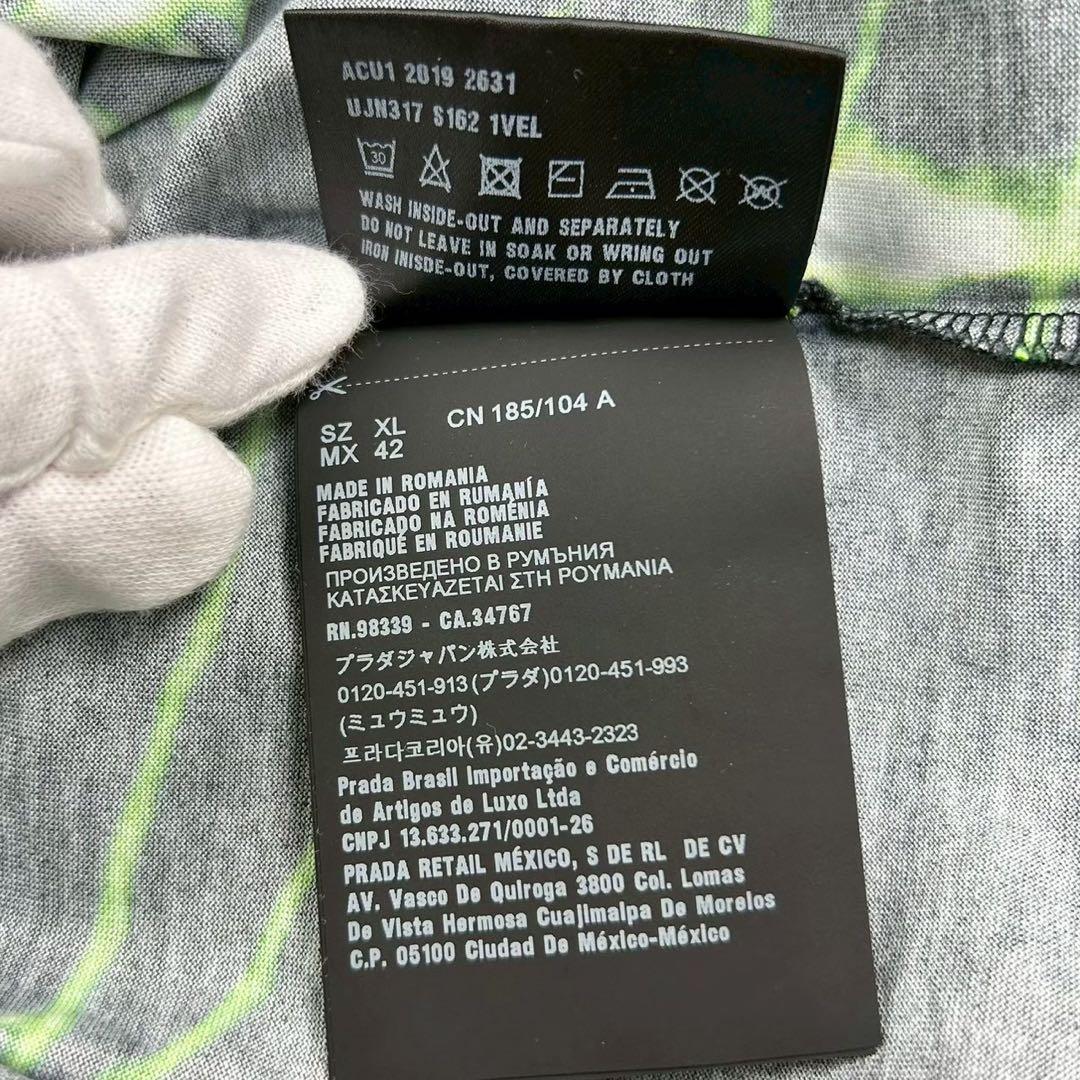 ACU1 2019 2631
UJN317 S162 1VEL
30
WASH INSIDE-OUT AND SEPARATELY
DO NOT LEAVE IN SOAK OR WRING OUT
IRON INISDE-OUT, COVERED BY CLOTH
SZ XL CN 185/104 A
MX 42
MADE IN ROMANIA
FABRICADO EN RUMANÍA
FABRICADO NA ROMÉNIA
FABRIQUÉ EN ROUMANIE
ПРОИЗВЕДЕНО В РУМЪНИЯ
ΚΑΤΑΣΚΕΥΑΖΕΤΑΙ ΣΤΗ ΡΟΥΜΑΝΙΑ
RN.98339 - CA.34767
プラダジャパン株式会社
0120-451-913(プラダ)0120-451-993
(ミュウミュウ)
프라다코리아(유)02-3443-2323
Prada Brasil Importação e Comércio
de Artigos de Luxo Ltda
CNPJ 13.633.271/0001-26
PRADA RETAIL MÉXICO, S DE RL DE CV
AV. Vasco De Quiroga 3800 Col. Lomas
De Vista Hermosa Cuajimalpa De Morelos
C.P. 05100 Ciudad De México-México